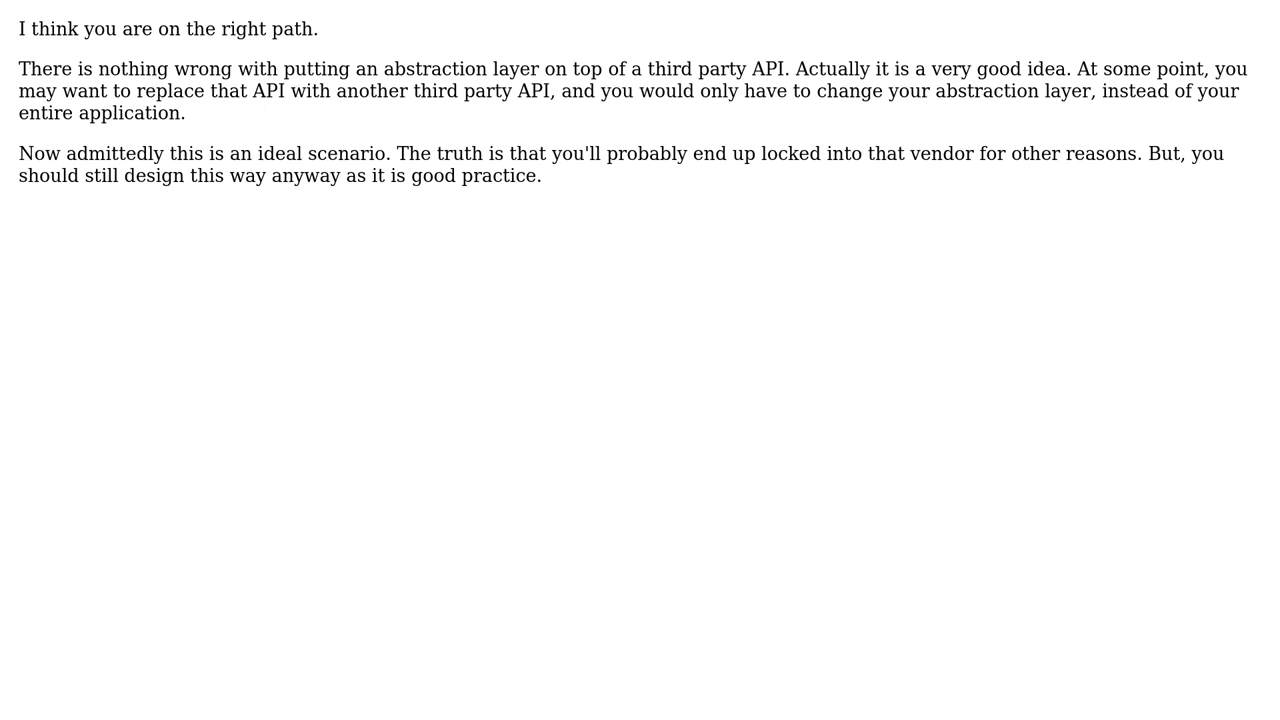 I think you are on the right path.
There is nothing wrong with putting an abstraction layer on top of a third party API. Actually it is a very good idea. At some point, you
may want to replace that API with another third party API, and you would only have to change your abstraction layer, instead of your
entire application.
Now admittedly this is an ideal scenario. The truth is that you'll probably end up locked into that vendor for other reasons. But, you
should still design this way anyway as it is good practice.